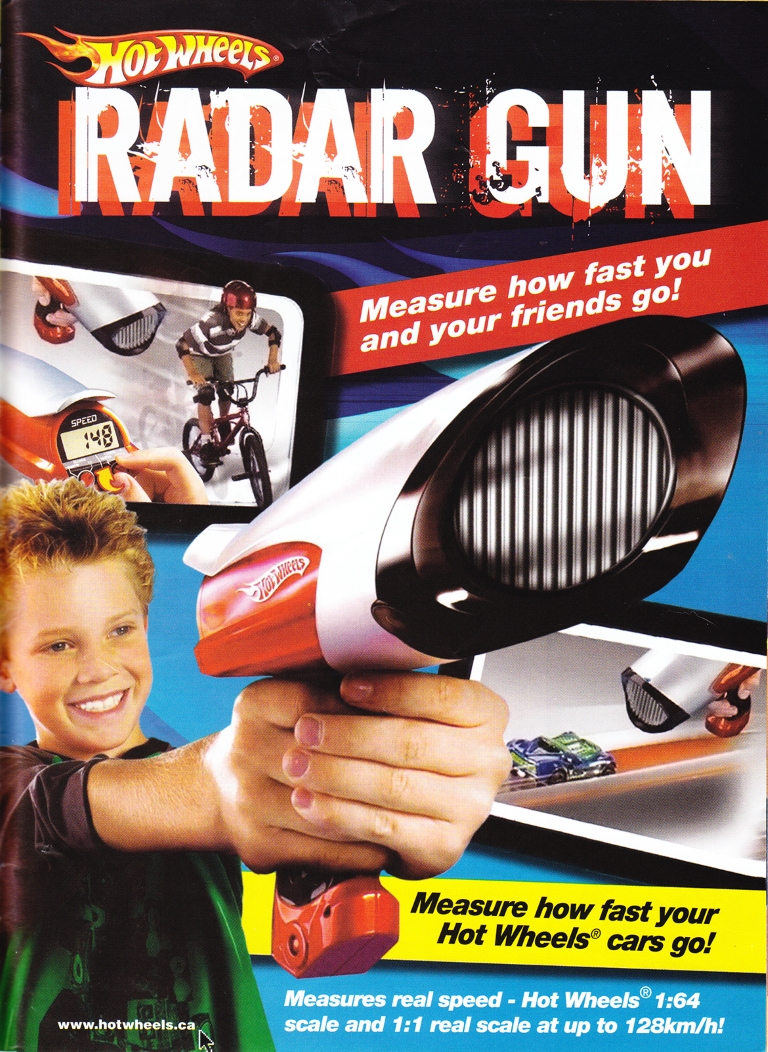 HOT WHEELS®
RADAR GUN
Measure how fast you
and your friends go!
SPEED
148
HOT WHEELS
Measure how fast your
Hot Wheels® cars go!
Measures real speed - Hot Wheels® 1:64
scale and 1:1 real scale at up to 128km/h!
www.hotwheels.ca